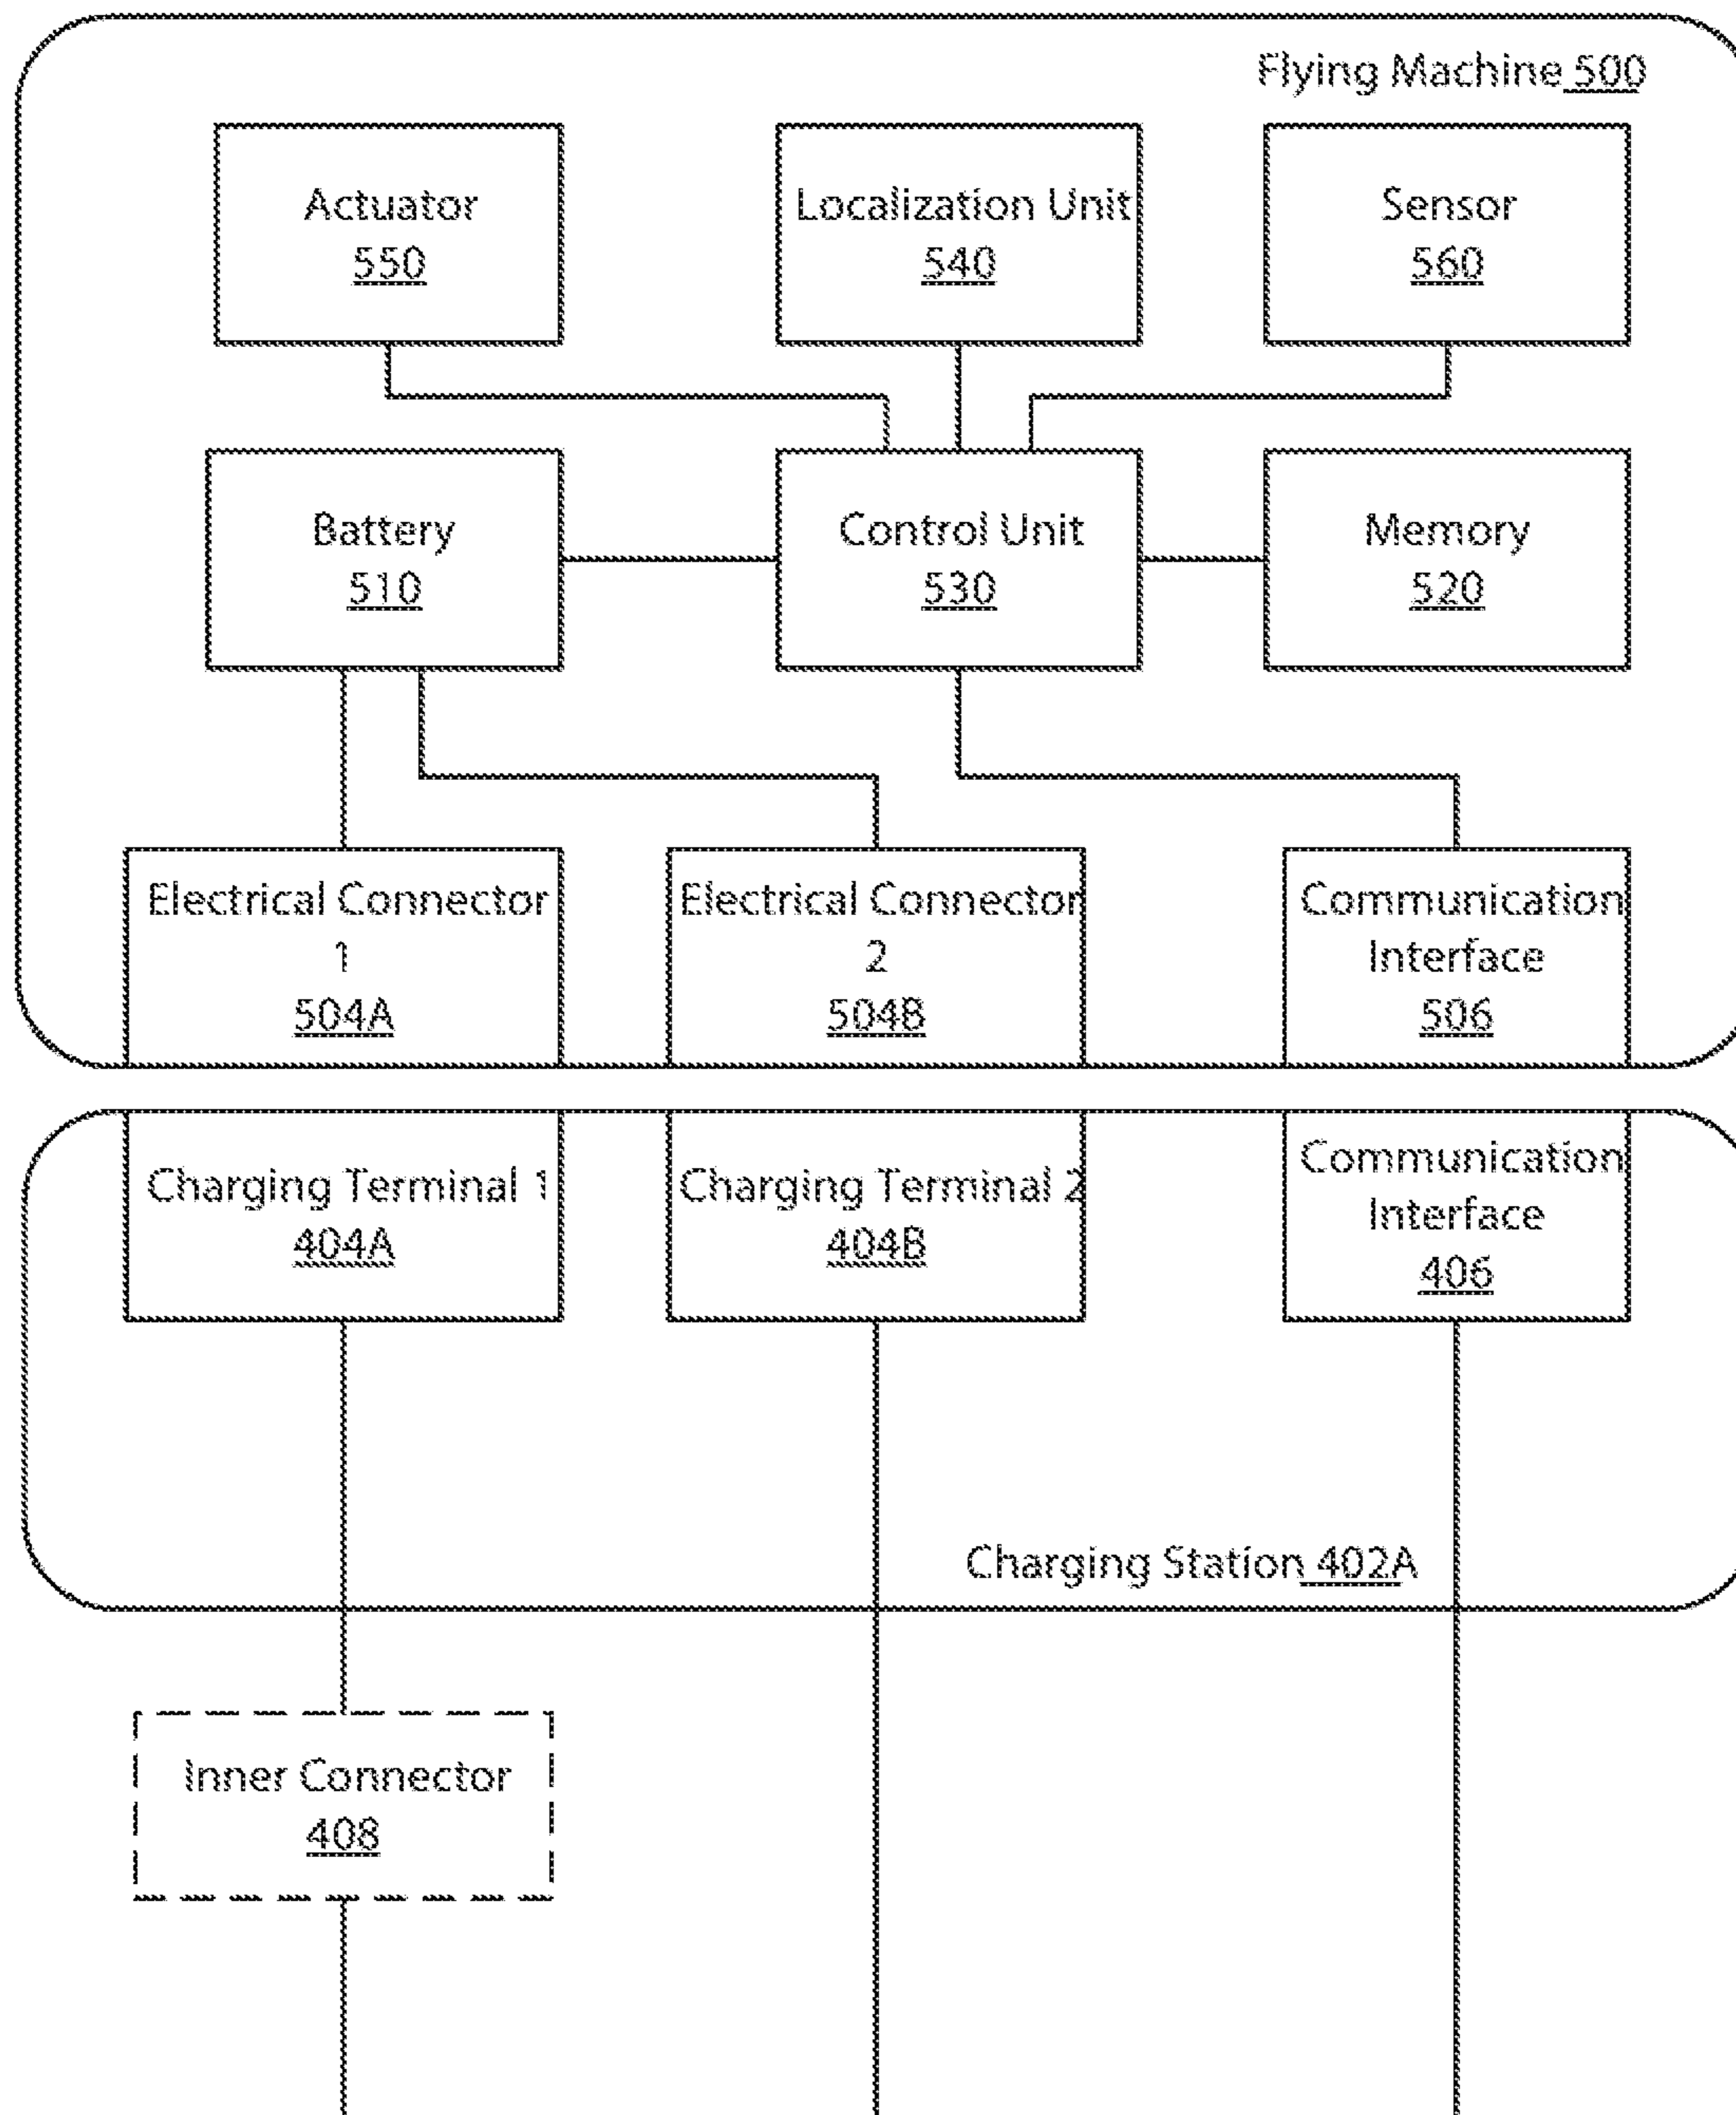 Flying Machine 500
Actuator
550
Localization Unit
540
Sensor
560
Battery
510
Control Unit
530
Memory
520
Electrical Connector
1
504A
Electrical Connector
2
504B
Communication
Interface
506
Charging Terminal 1
404A
Charging Terminal 2
404B
Communication
Interface
406
Charging Station 402A
Inner Connector
408